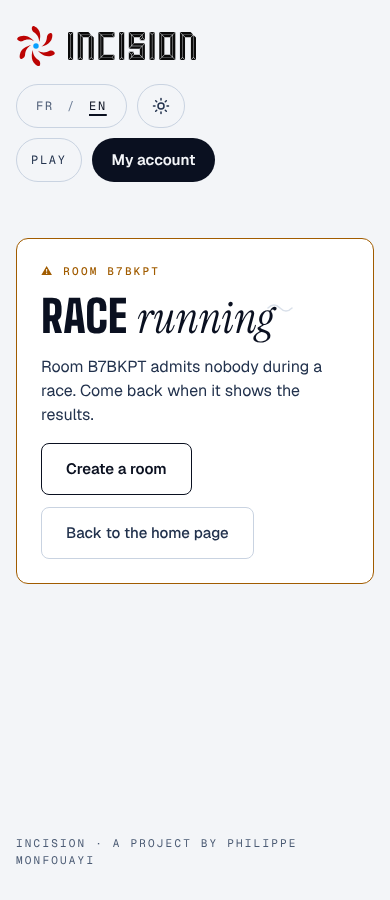 INCISION
FR / EN
PLAY
My account
⚠ ROOM B7BKPT
RACE running
Room B7BKPT admits nobody during a
race. Come back when it shows the
results.
Create a room
Back to the home page
INCISION · A PROJECT BY PHILIPPE
MONFOUAYI